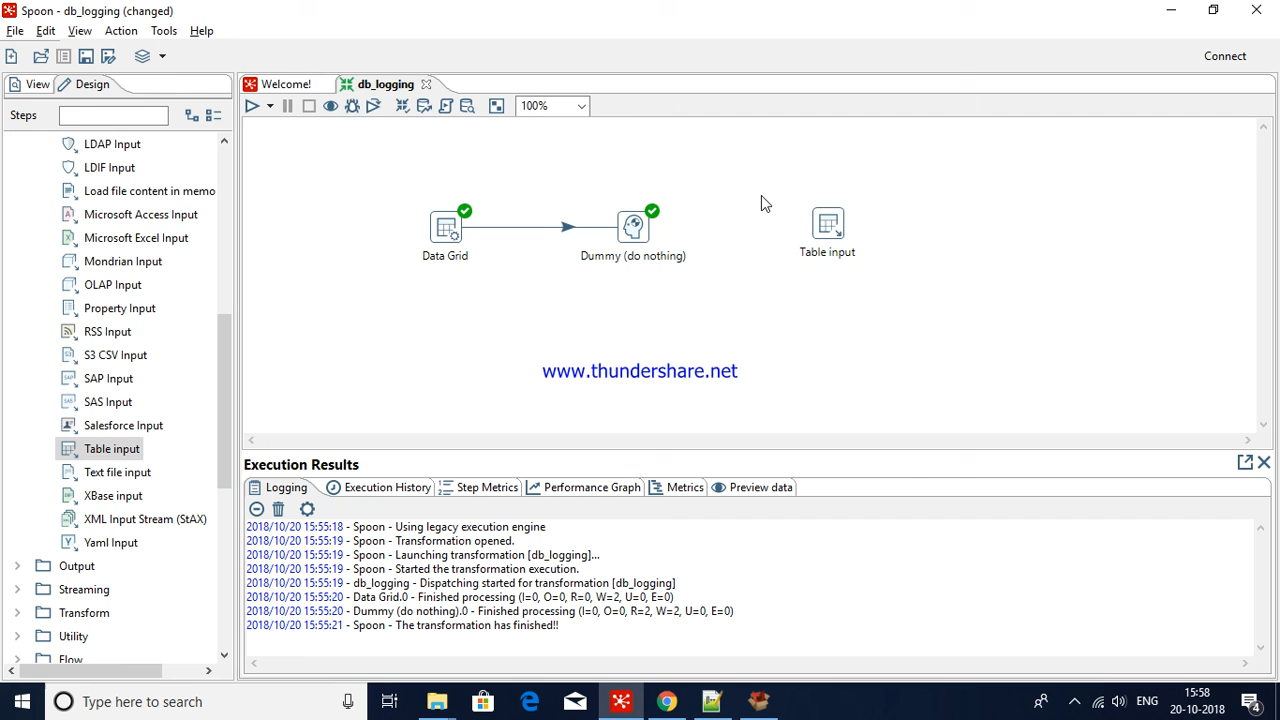 Spoon - db_logging (changed)
File Edit View Action Tools Help
Connect
View Design
Steps
LDAP Input
LDIF Input
Load file content in memo
Microsoft Access Input
Microsoft Excel Input
Mondrian Input
OLAP Input
Property Input
RSS Input
S3 CSV Input
SAP Input
SAS Input
Salesforce Input
Table input
Text file input
XBase input
XML Input Stream (StAX)
Yaml Input
Output
Streaming
Transform
Utility
Flow
Welcome! db_logging
100%
Data Grid
Dummy (do nothing)
Table input
www.thundershare.net
Execution Results
Logging Execution History Step Metrics Performance Graph Metrics Preview data
2018/10/20 15:55:18 - Spoon - Using legacy execution engine
2018/10/20 15:55:19 - Spoon - Transformation opened.
2018/10/20 15:55:19 - Spoon - Launching transformation [db_logging]...
2018/10/20 15:55:19 - Spoon - Started the transformation execution.
2018/10/20 15:55:19 - db_logging - Dispatching started for transformation [db_logging]
2018/10/20 15:55:20 - Data Grid.0 - Finished processing (I=0, O=0, R=0, W=2, U=0, E=0)
2018/10/20 15:55:20 - Dummy (do nothing).0 - Finished processing (I=0, O=0, R=2, W=2, U=0, E=0)
2018/10/20 15:55:21 - Spoon - The transformation has finished!!
Type here to search
ENG
15:58
20-10-2018
4